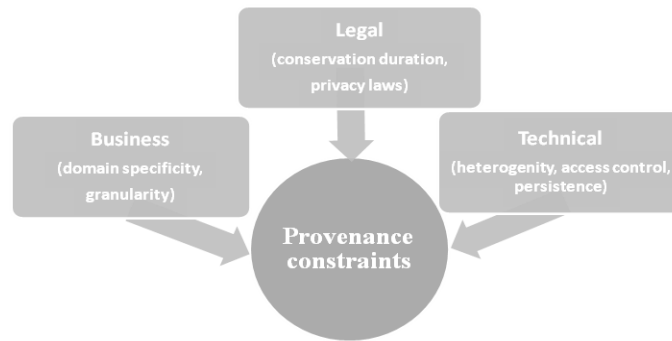 Legal
(conservation duration,
privacy laws)
Business
(domain specificity,
granularity)
Technical
(heterogenity, access control,
persistence)
Provenance
constraints